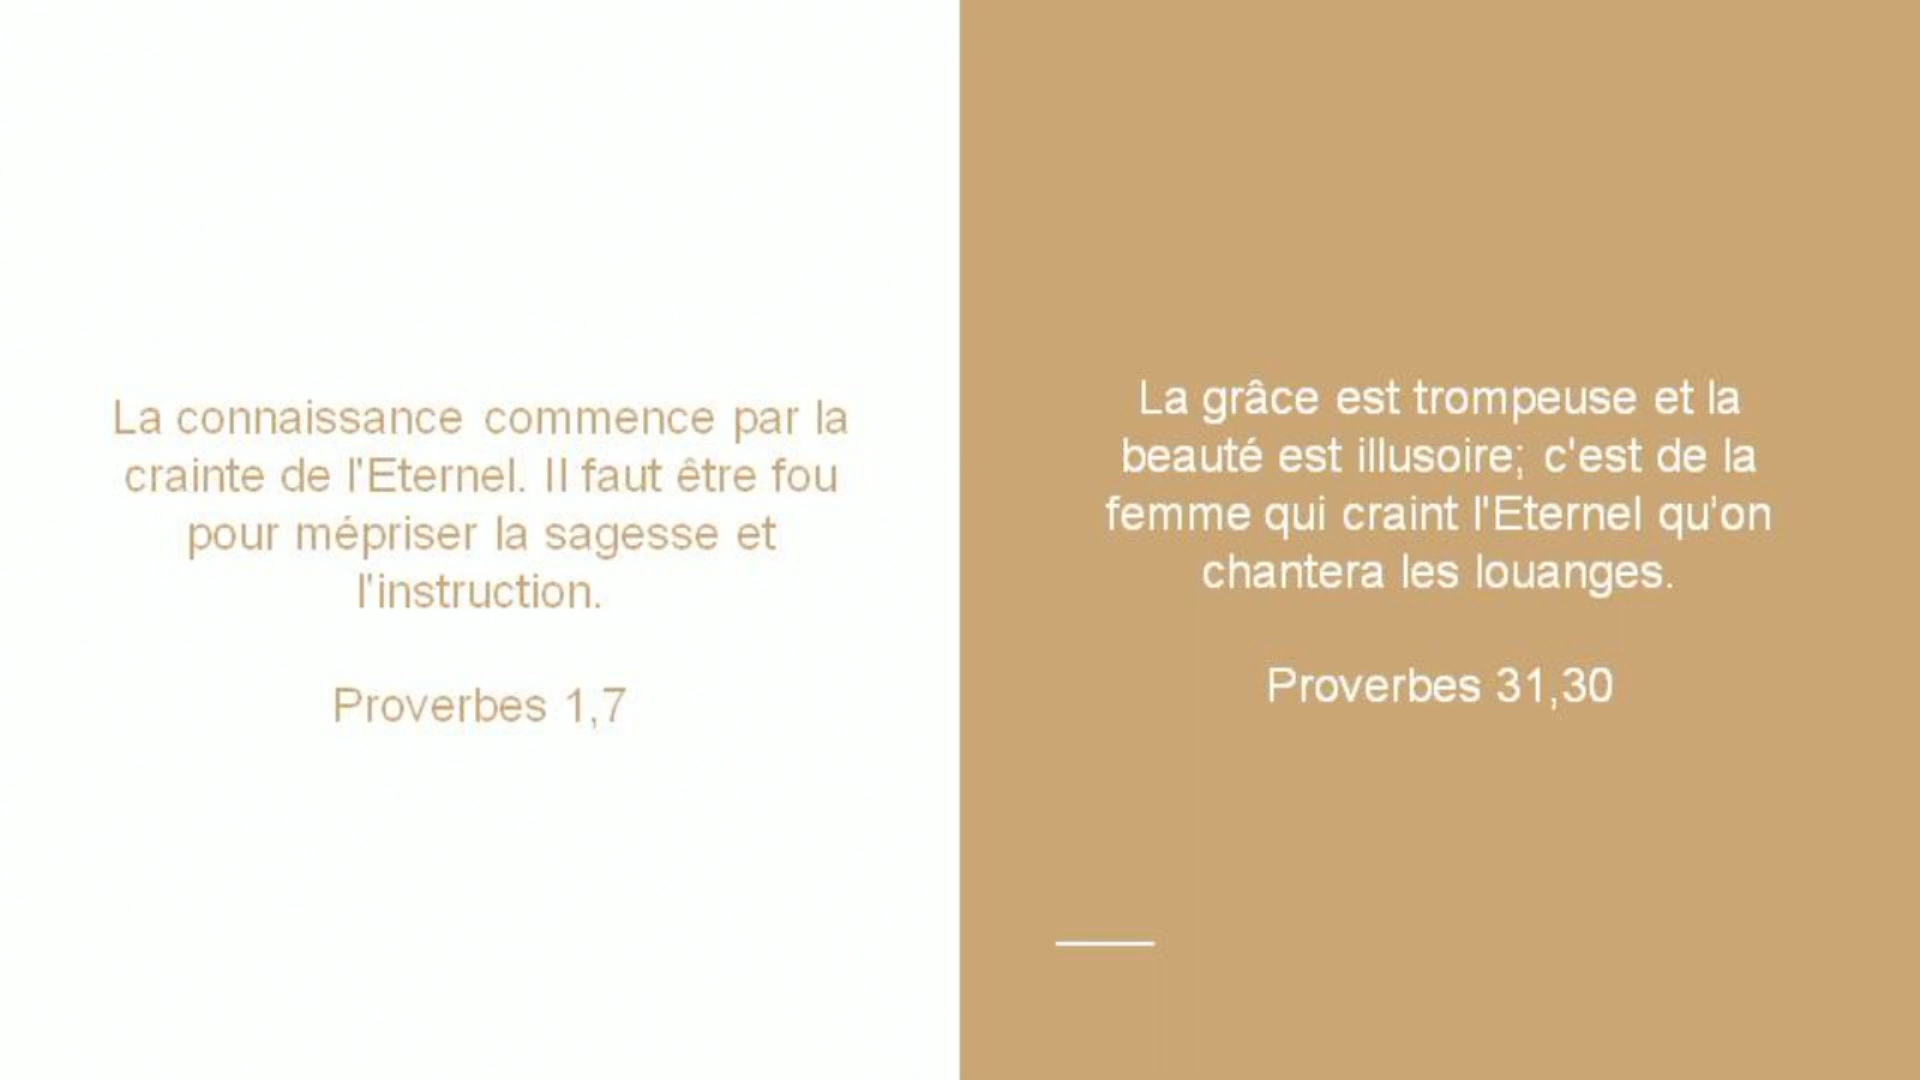 La connaissance commence par la
crainte de l'Eternel. Il faut être fou
pour mépriser la sagesse et
l'instruction.
Proverbes 1,7
La grâce est trompeuse et la
beauté est illusoire; c'est de la
femme qui craint l'Eternel qu'on
chantera les louanges.
Proverbes 31,30